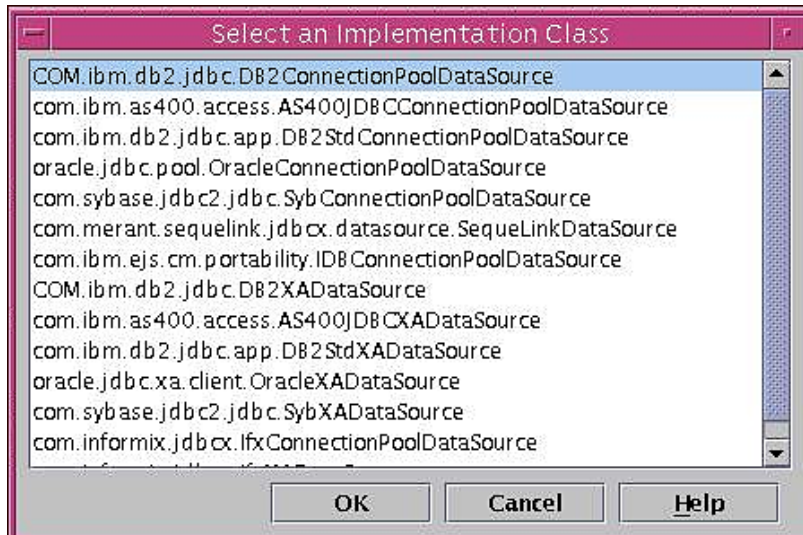 Select an Implementation Class
COM.ibm.db2.jdbc.DB2ConnectionPoolDataSource
com.ibm.as400.access.AS400JDBCConnectionPoolDataSource
com.ibm.db2.jdbc.app.DB2StdConnectionPoolDataSource
oracle.jdbc.pool.OracleConnectionPoolDataSource
com.sybase.jdbc2.jdbc.SybConnectionPoolDataSource
com.merant.sequelink.jdbcx.datasource.SequeLinkDataSource
com.ibm.ejs.cm.portability.IDBConnectionPoolDataSource
COM.ibm.db2.jdbc.DB2XADataSource
com.ibm.as400.access.AS400JDBCXADataSource
com.ibm.db2.jdbc.app.DB2StdXADataSource
oracle.jdbc.xa.client.OracleXADataSource
com.sybase.jdbc2.jdbc.SybXADataSource
com.informix.jdbcx.IfxConnectionPoolDataSource
OK Cancel Help